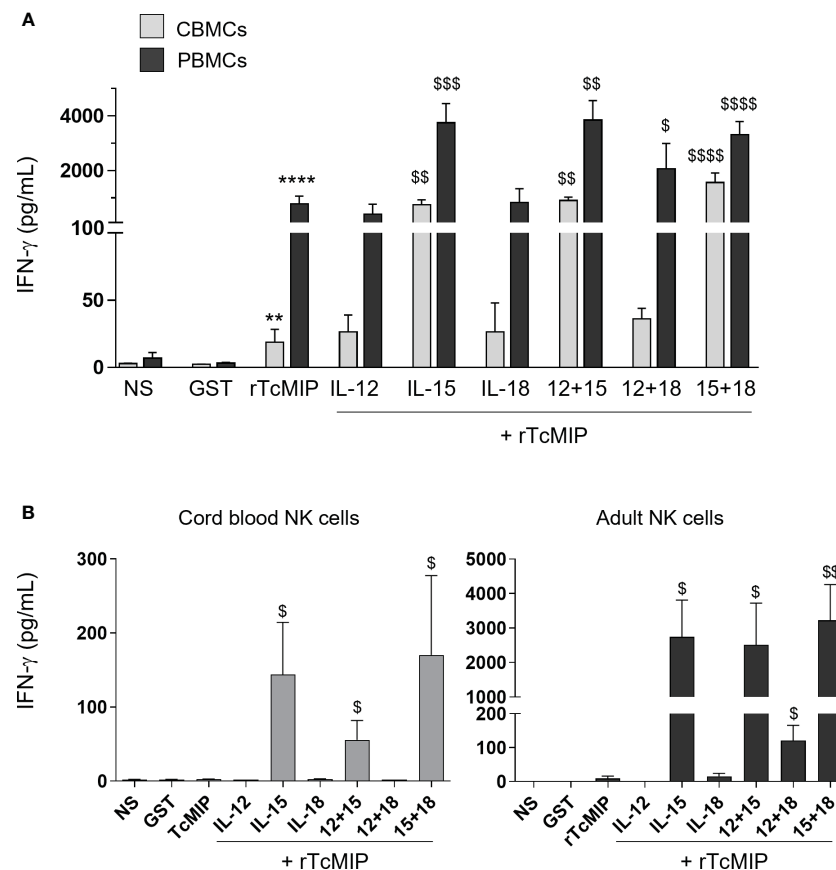 A
CBMCs
PBMCs
$$$ $$ $$$$
4000
$
$$$$
**** $$ $$
2000
IFN-γ (pg/mL)
100
50
**
0
NS GST rTcMIP IL-12 IL-15 IL-18 12+15 12+18 15+18
+ rTcMIP
B
Cord blood NK cells Adult NK cells
300 5000
$ $$
4000
$ $ $
200 3000
IFN-γ (pg/mL)
2000
$ 1000
100 200
$
100
0 0
NS GST TcMIP IL-12 IL-15 IL-18 12+15 12+18 15+18
NS GST rTcMIP IL-12 IL-15 IL-18 12+15 12+18 15+18
+ rTcMIP + rTcMIP